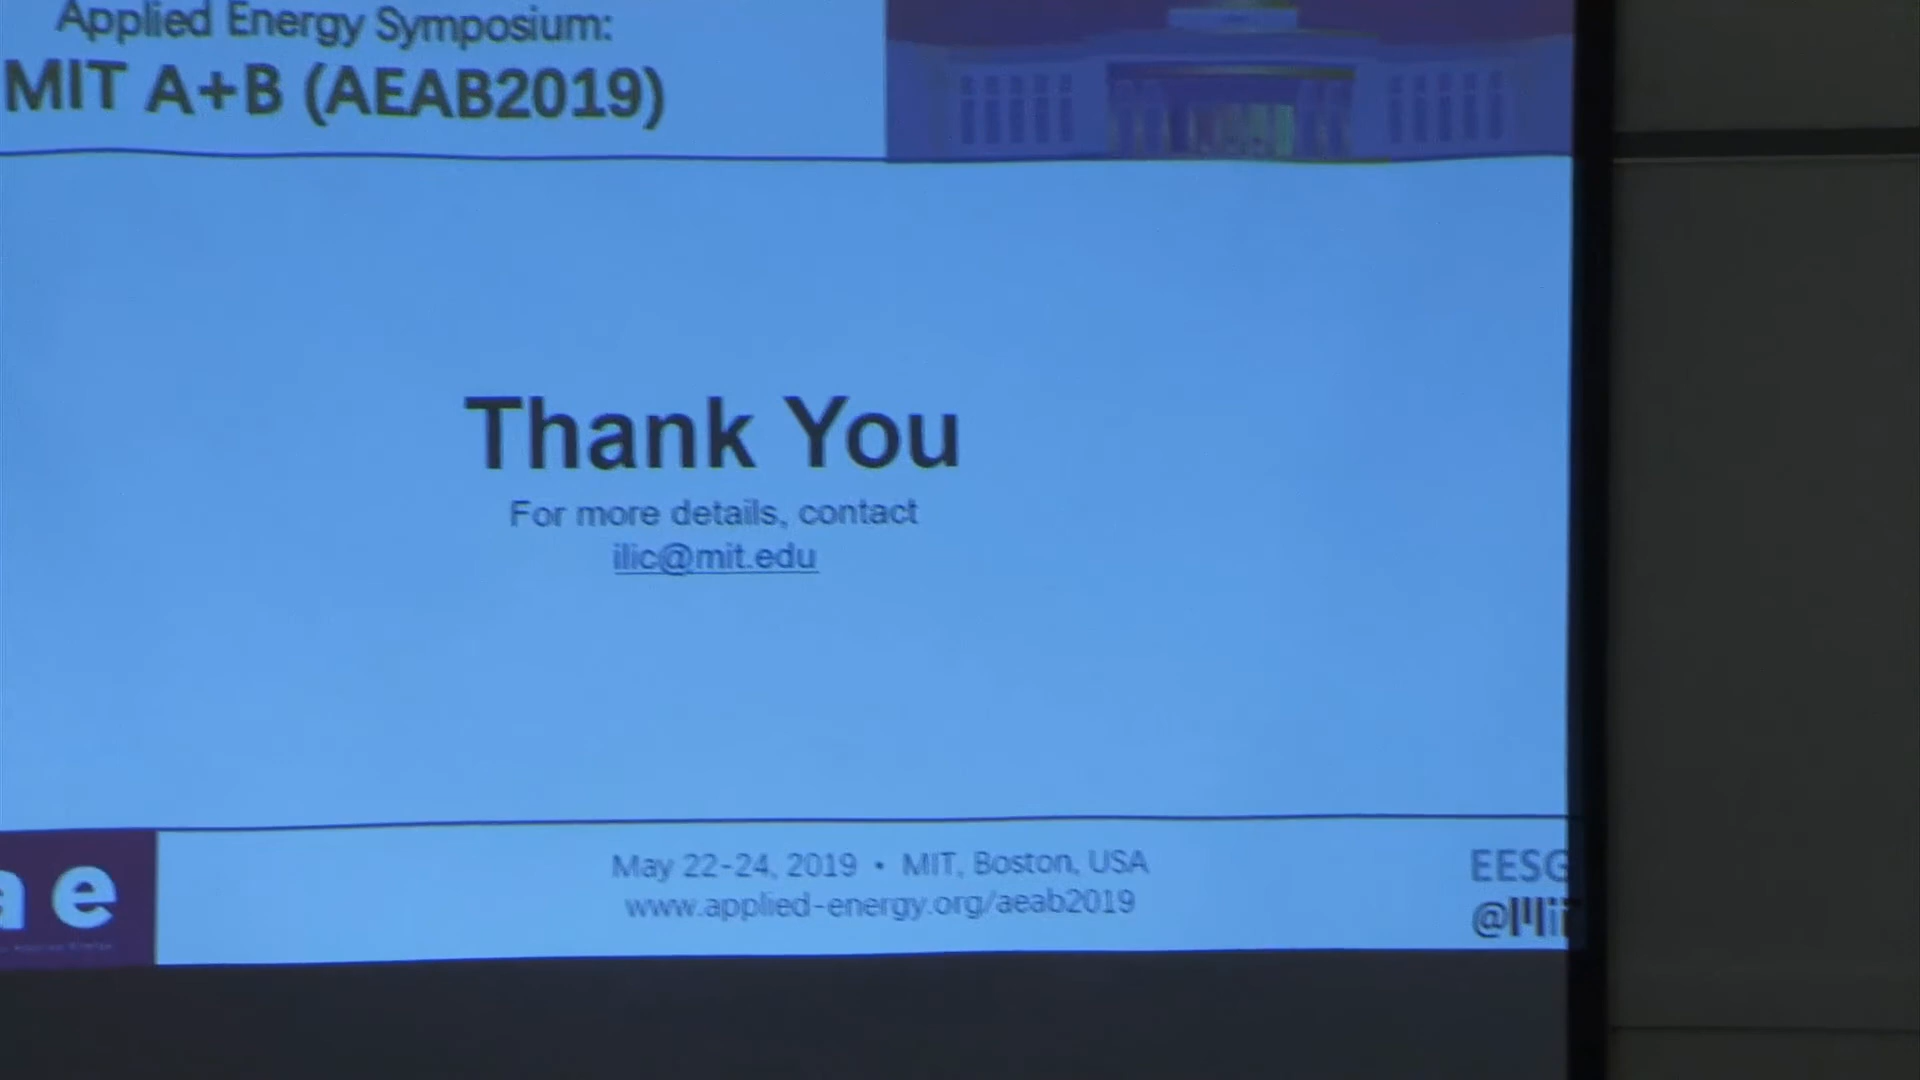 Applied Energy Symposium:
MIT A+B (AEAB2019)
Thank You
For more details, contact
ilic@mit.edu
ae
May 22-24, 2019 • MIT, Boston, USA
www.applied-energy.org/aeab2019
EESG
@MiT